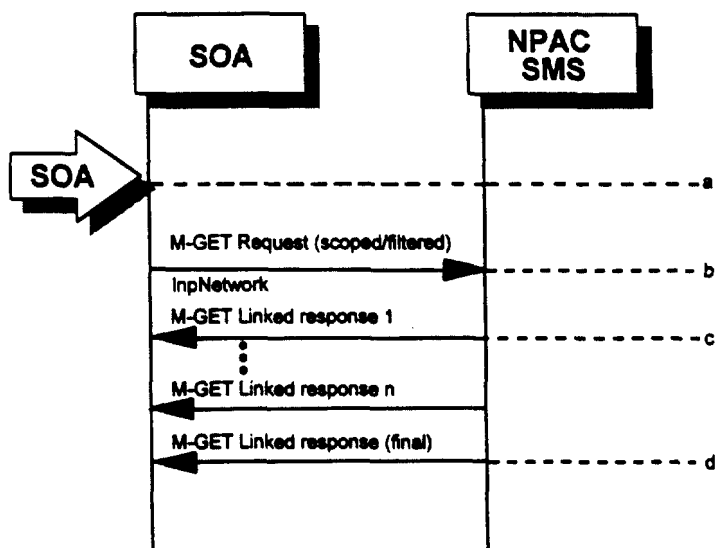 SOA
NPAC
SMS
SOA
a
M-GET Request (scoped/filtered)
b
lnpNetwork
M-GET Linked response 1
c
M-GET Linked response n
M-GET Linked response (final)
d